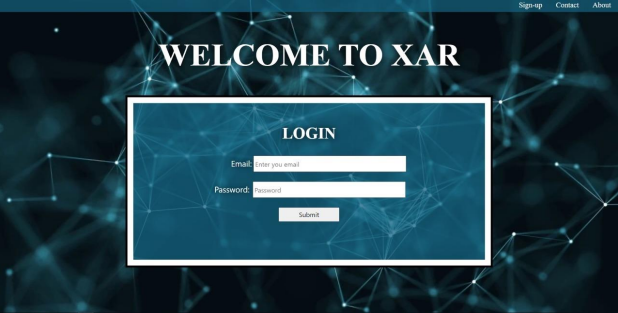 Sign-up Contact About
WELCOME TO XAR
LOGIN
Email: Enter you email
Password: Password
Submit